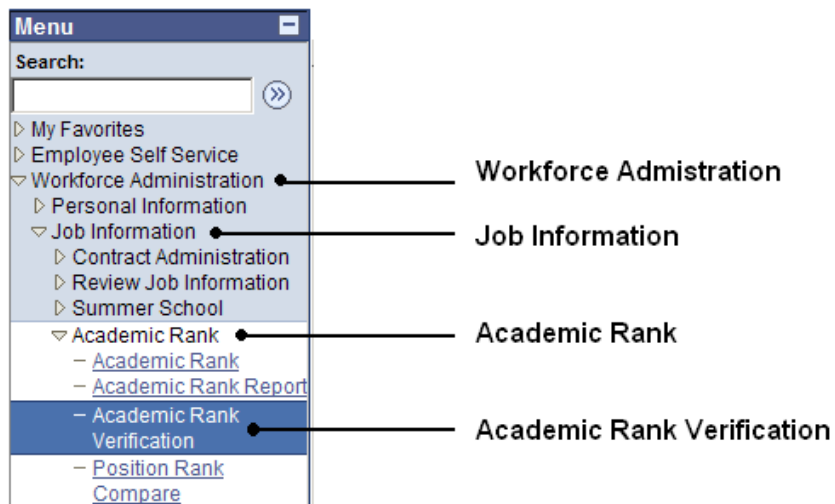 Menu
Search:
My Favorites
Employee Self Service
Workforce Administration
Workforce Admistration
Personal Information
Job Information
Job Information
Contract Administration
Review Job Information
Summer School
Academic Rank
Academic Rank
– Academic Rank
– Academic Rank Report
– Academic Rank
Verification
Academic Rank Verification
– Position Rank
Compare